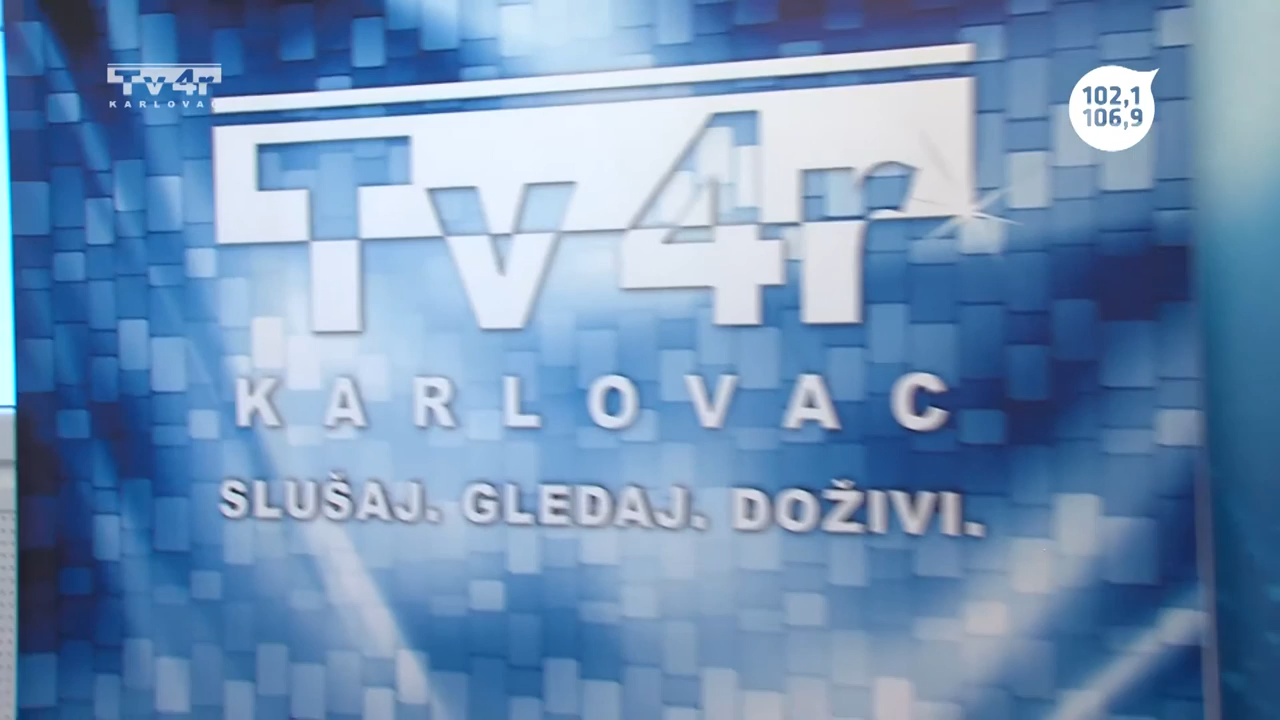 Tv4r
KARLOVAC
102,1
106,9
Tv4r
KARLOVAC
SLUŠAJ. GLEDAJ. DOŽIVI.